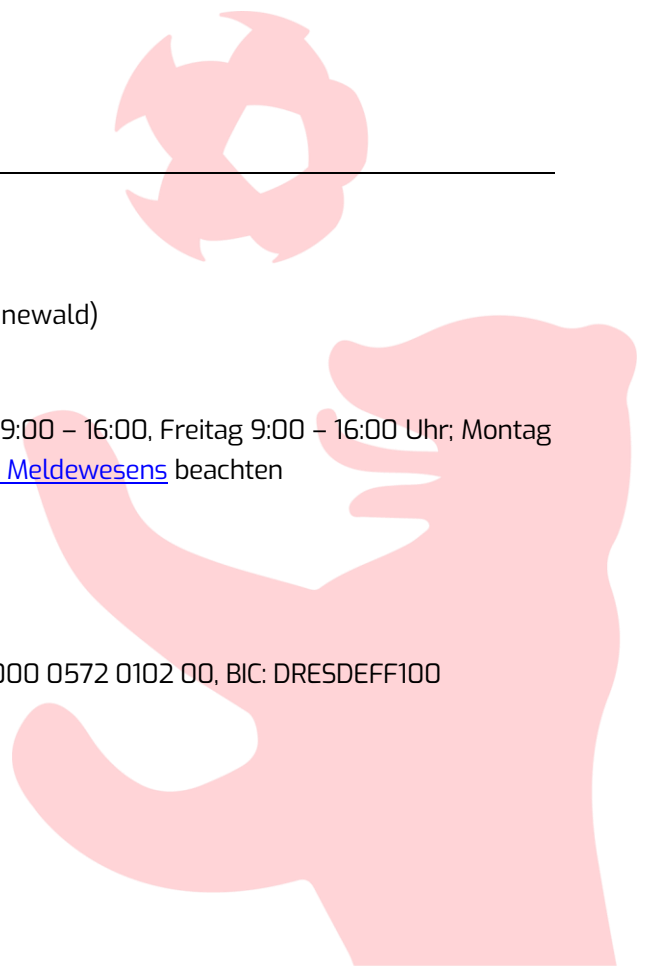 newald)
9:00 – 16:00, Freitag 9:00 – 16:00 Uhr; Montag
Meldewesens beachten
000 0572 0102 00, BIC: DRESDEFF100